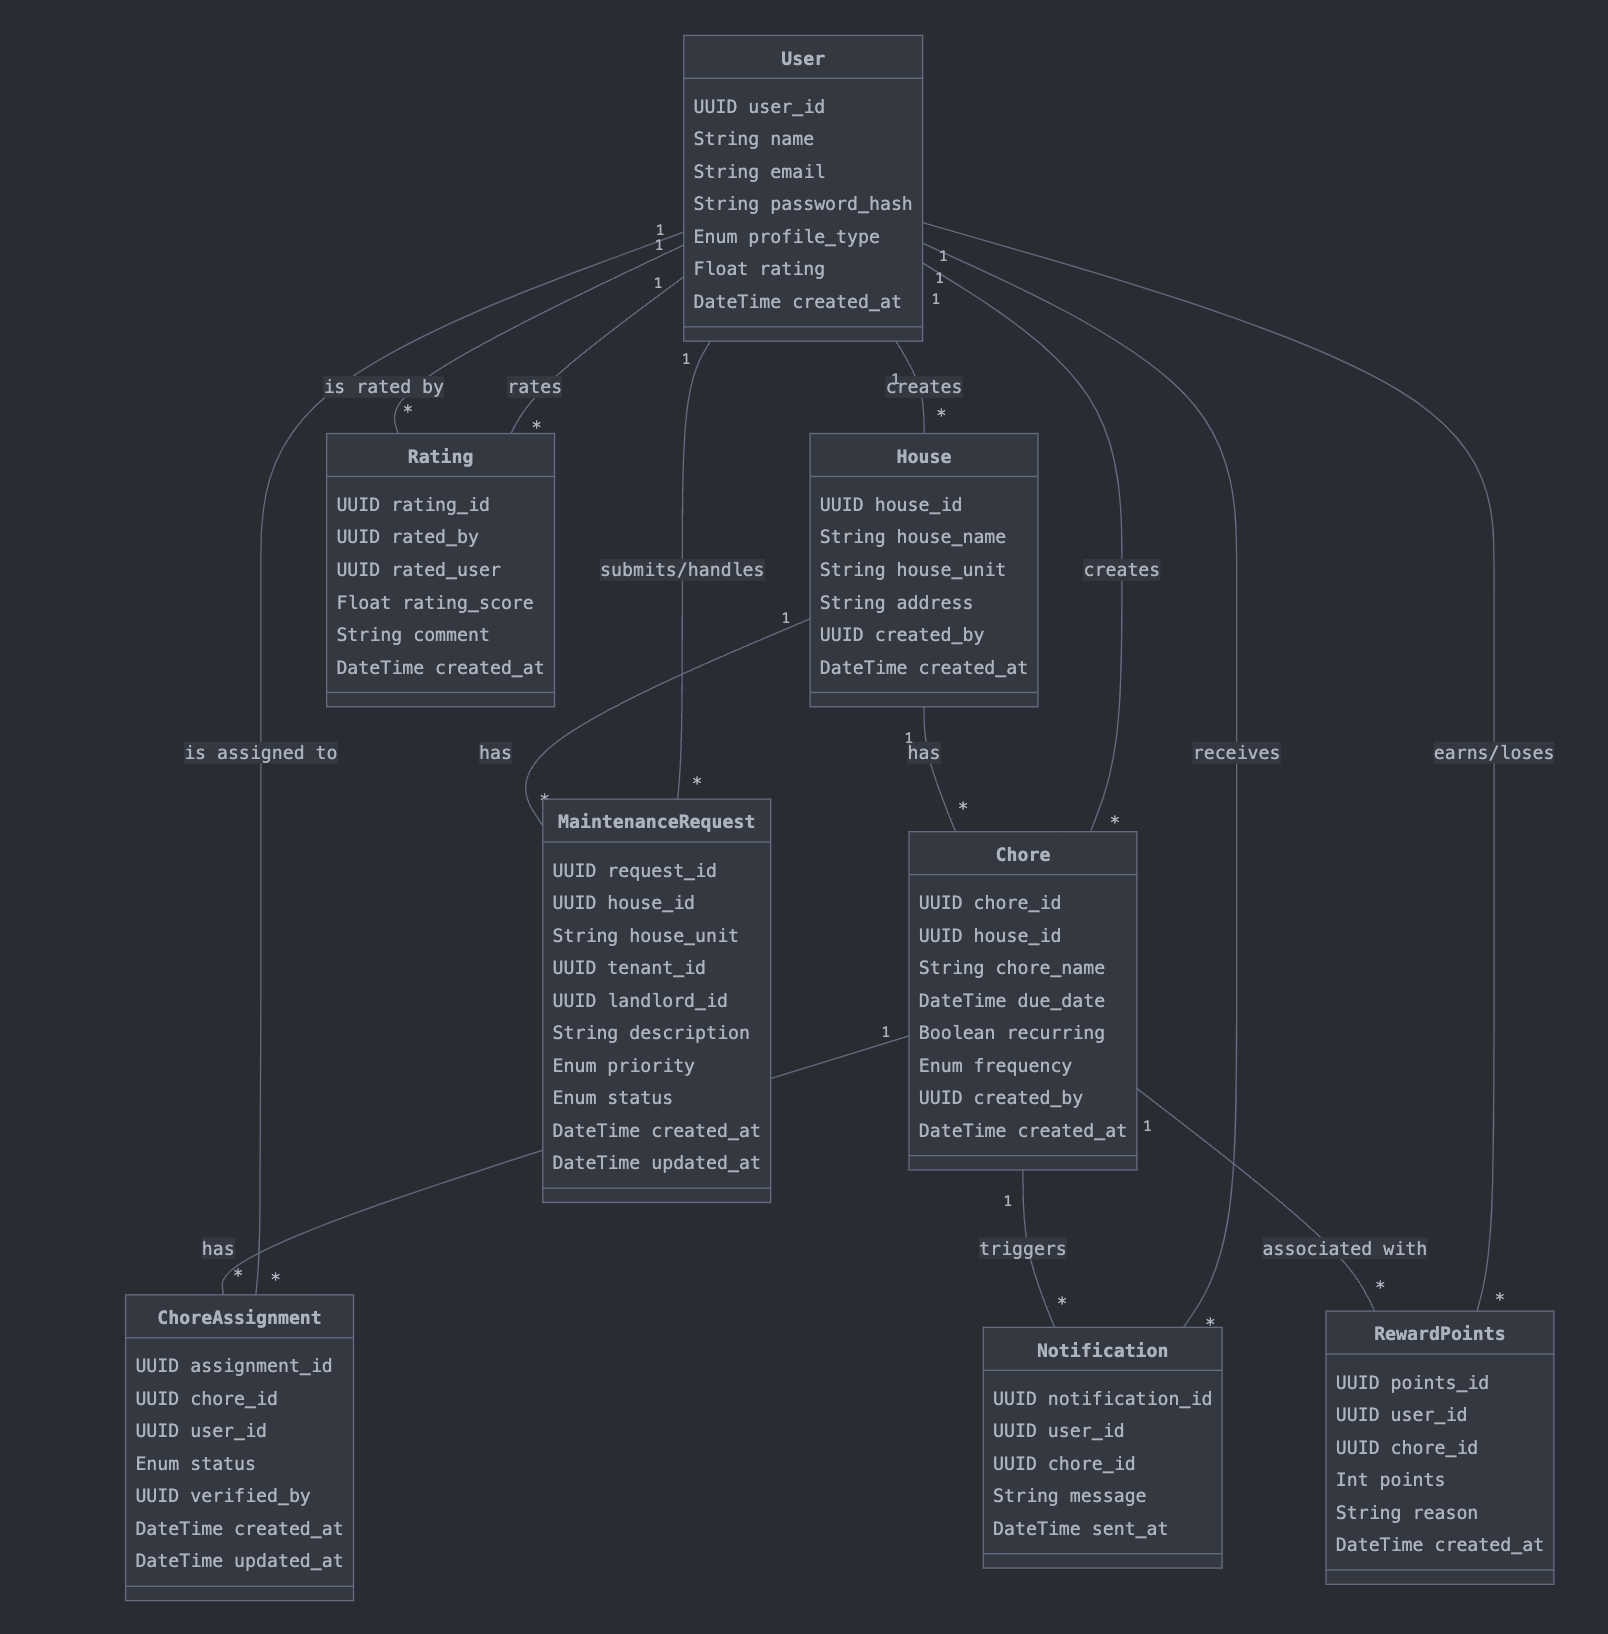 User
UUID user_id
String name
String email
String password_hash
Enum profile_type
Float rating
DateTime created_at
1
1
1
1
1
1
1
1
is rated by
rates
creates
*
*
*
Rating
UUID rating_id
UUID rated_by
UUID rated_user
Float rating_score
String comment
DateTime created_at
House
UUID house_id
String house_name
String house_unit
String address
UUID created_by
DateTime created_at
submits/handles
creates
1
1
is assigned to
has
has
receives
earns/loses
*
*
*
*
MaintenanceRequest
UUID request_id
UUID house_id
String house_unit
UUID tenant_id
UUID landlord_id
String description
Enum priority
Enum status
DateTime created_at
DateTime updated_at
Chore
UUID chore_id
UUID house_id
String chore_name
DateTime due_date
Boolean recurring
Enum frequency
UUID created_by
DateTime created_at
1
1
1
has
triggers
associated with
*
*
*
*
*
*
ChoreAssignment
UUID assignment_id
UUID chore_id
UUID user_id
Enum status
UUID verified_by
DateTime created_at
DateTime updated_at
Notification
UUID notification_id
UUID user_id
UUID chore_id
String message
DateTime sent_at
RewardPoints
UUID points_id
UUID user_id
UUID chore_id
Int points
String reason
DateTime created_at